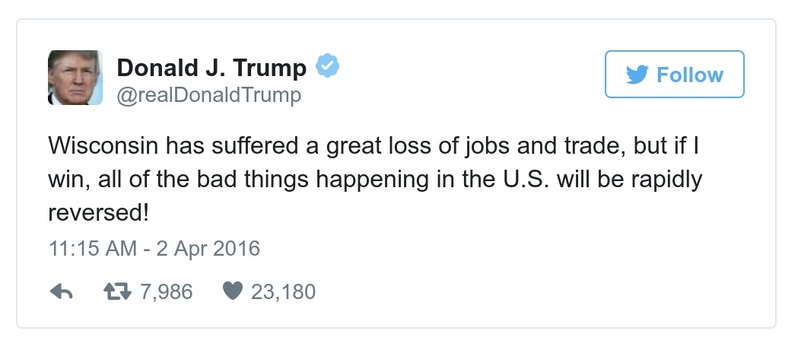 Donald J. Trump
@realDonaldTrump
Follow
Wisconsin has suffered a great loss of jobs and trade, but if I
win, all of the bad things happening in the U.S. will be rapidly
reversed!
11:15 AM - 2 Apr 2016
7,986 23,180